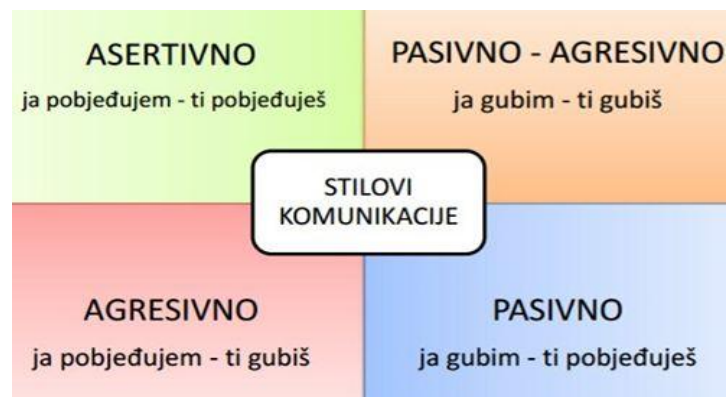 ASERTIVNO
ja pobjeđujem - ti pobjeđuješ
PASIVNO - AGRESIVNO
ja gubim - ti gubiš
STILOVI
KOMUNIKACIJE
AGRESIVNO
ja pobjeđujem - ti gubiš
PASIVNO
ja gubim - ti pobjeđuješ